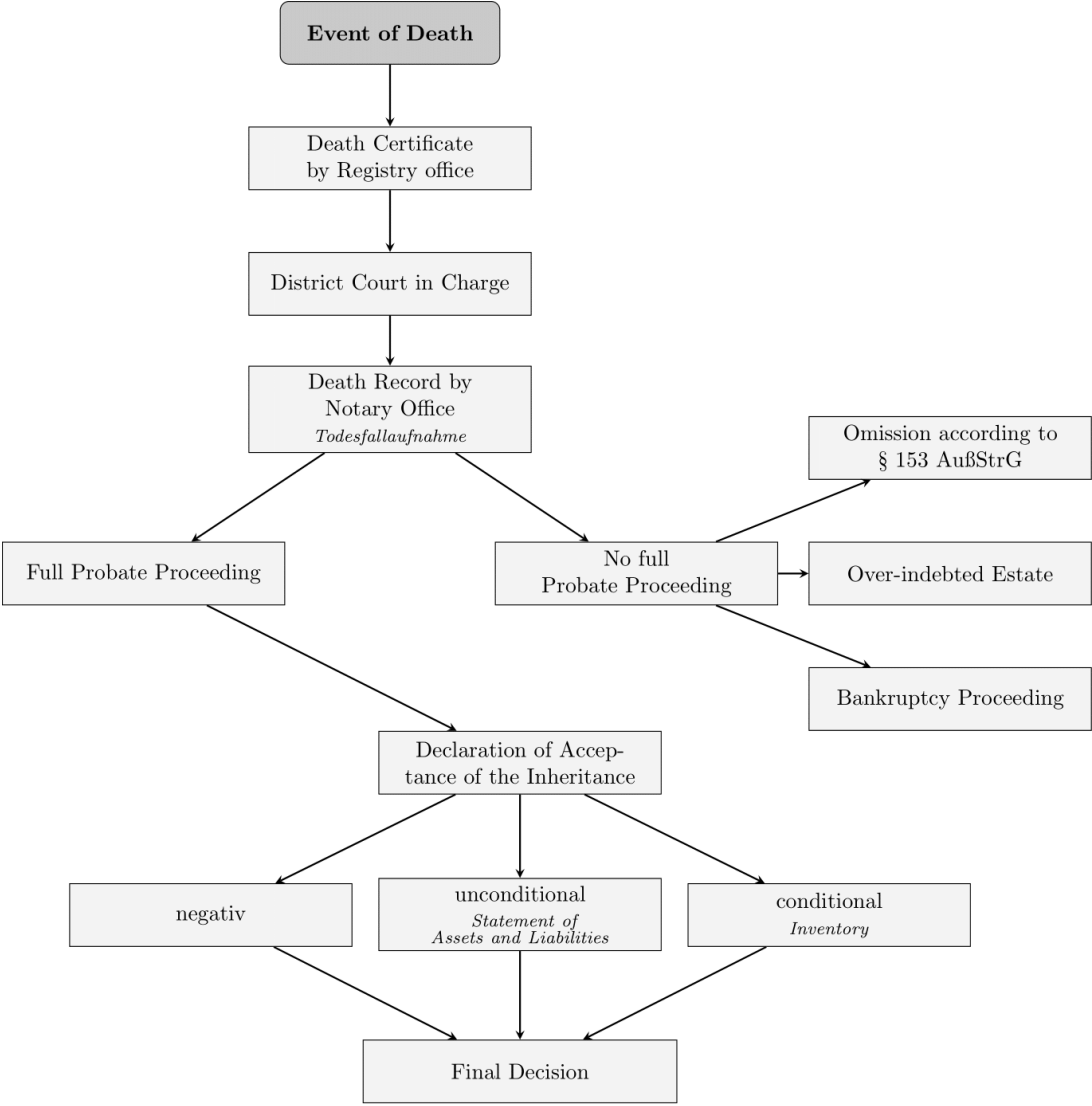 Event of Death
Death Certificate
by Registry office
District Court in Charge
Death Record by
Notary Office
Todesfallaufnahme
Omission according to
§ 153 AußStrG
Full Probate Proceeding
No full
Probate Proceeding
Over-indebted Estate
Bankruptcy Proceeding
Declaration of Accep-
tance of the Inheritance
negativ
unconditional
Statement of
Assets and Liabilities
conditional
Inventory
Final Decision